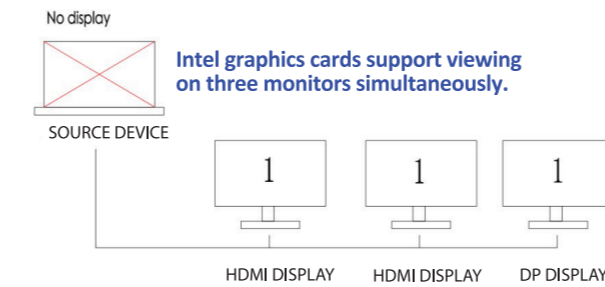 No display
Intel graphics cards support viewing
on three monitors simultaneously.
SOURCE DEVICE
1 1 1
HDMI DISPLAY HDMI DISPLAY DP DISPLAY